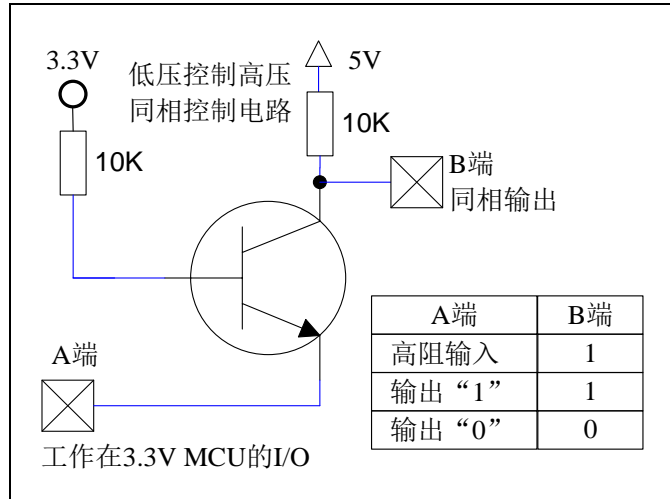 3.3V
低压控制高压
同相控制电路
5V
10K
10K
B端
同相输出
A端
工作在3.3V MCU的I/O
A端 B端
高阻输入 1
输出“1” 1
输出“0” 0